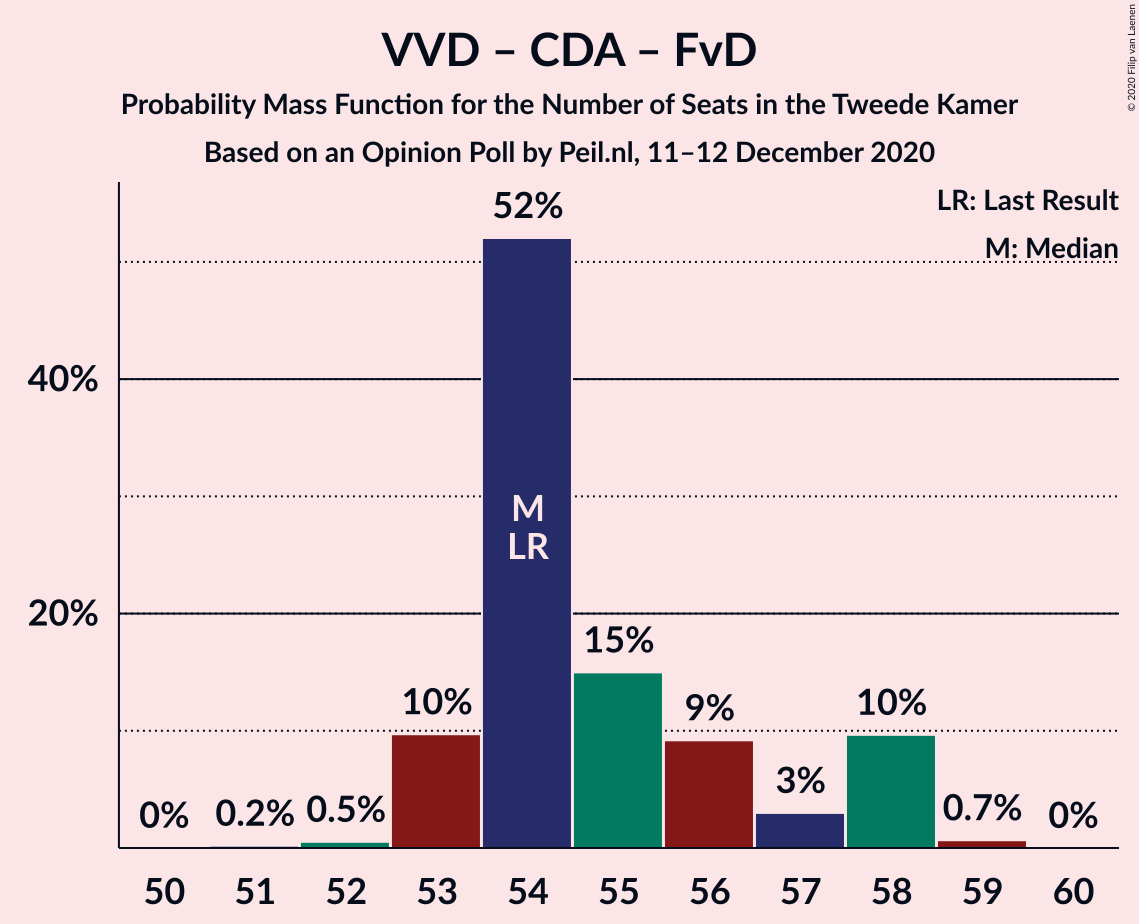 VVD – CDA – FvD
Probability Mass Function for the Number of Seats in the Tweede Kamer
Based on an Opinion Poll by Peil.nl, 11–12 December 2020
© 2020 Filip van Laenen
LR: Last Result
M: Median
40%
20%
0%
0.2%
0.5%
10%
52%
15%
9%
3%
10%
0.7%
0%
M
LR
50 51 52 53 54 55 56 57 58 59 60